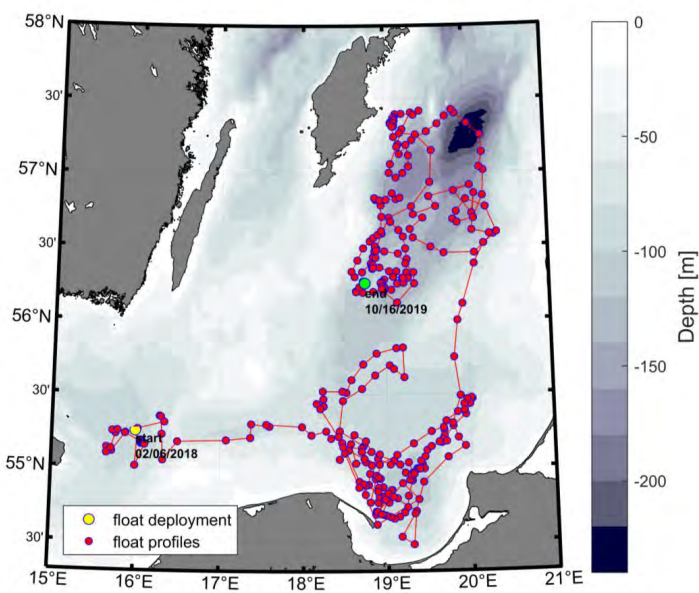 58°N
30'
57°N
30'
56°N
30'
55°N
30'
15°E
16°E
17°E
18°E
19°E
20°E
21°E
end
10/16/2019
start
02/06/2018
float deployment
float profiles
0
-50
-100
-150
-200
Depth [m]